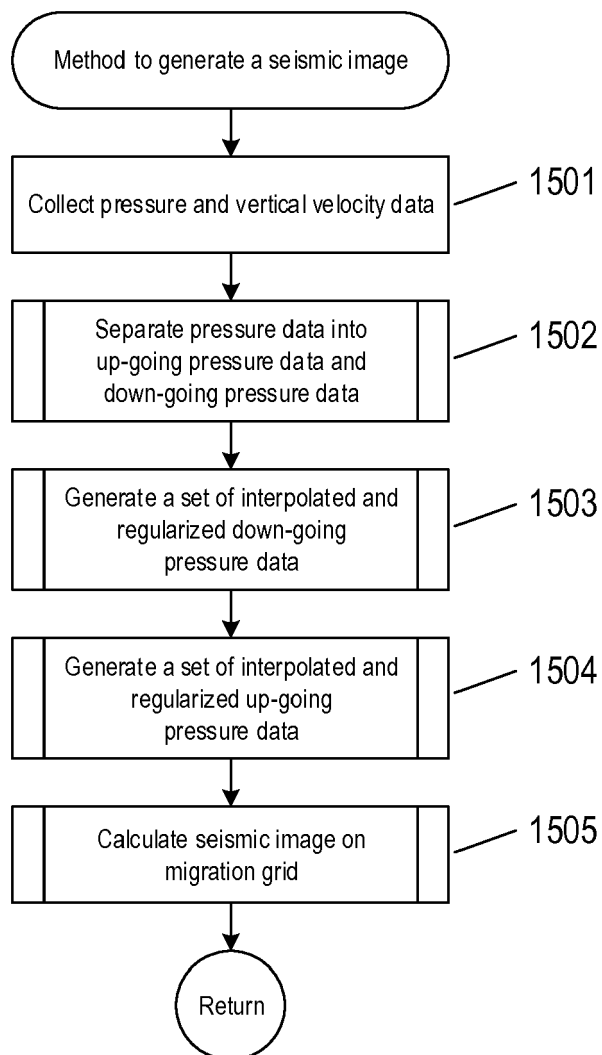 Method to generate a seismic image
Collect pressure and vertical velocity data
1501
Separate pressure data into
up-going pressure data and
down-going pressure data
1502
Generate a set of interpolated and
regularized down-going
pressure data
1503
Generate a set of interpolated and
regularized up-going
pressure data
1504
Calculate seismic image on
migration grid
1505
Return